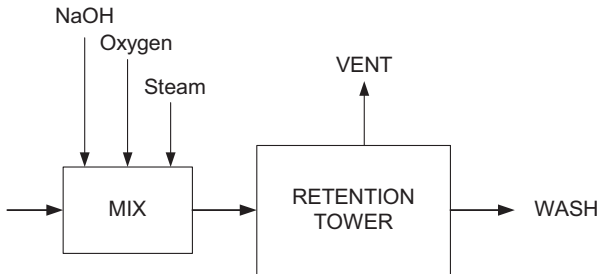 NaOH
Oxygen
Steam
VENT
MIX
RETENTION
TOWER
WASH